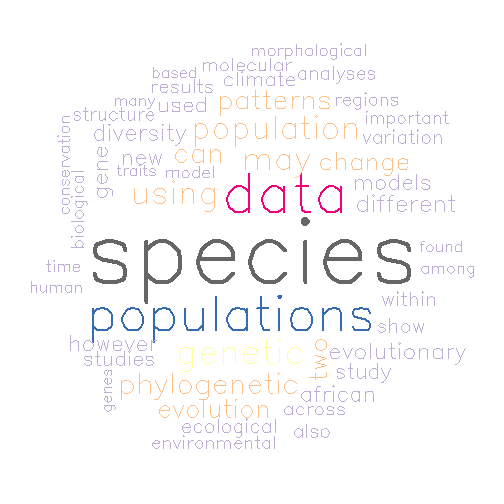 morphological
molecular
based
climate
analyses
results
many
used
patterns
regions
structure
important
diversity
population
variation
conservation
gene
new
can
may
change
traits
model
biological
using
data
models
different
species
found
time
among
human
populations
within
show
however
genetic
two
evolutionary
studies
study
genes
phylogenetic
african
evolution
across
ecological
also
environmental